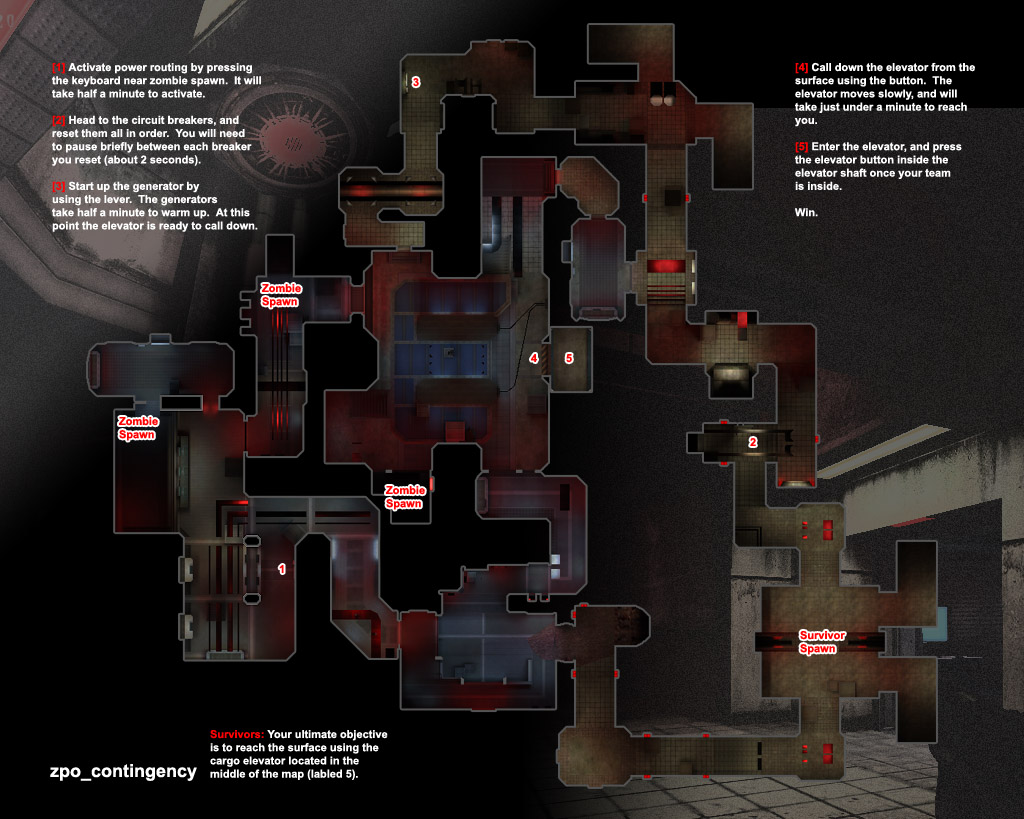 [1] Activate power routing by pressing
the keyboard near zombie spawn.  It will
take half a minute to activate.
[2] Head to the circuit breakers, and
reset them all in order.  You will need
to pause briefly between each breaker
you reset (about 2 seconds).
[3] Start up the generator by
using the lever.  The generators
take half a minute to warm up.  At this
point the elevator is ready to call down.
[4] Call down the elevator from the
surface using the button.  The
elevator moves slowly, and will
take just under a minute to reach
you.
[5] Enter the elevator, and press
the elevator button inside the
elevator shaft once your team
is inside.
Win.
3
Zombie
Spawn
4
5
Zombie
Spawn
2
Zombie
Spawn
1
Survivor
Spawn
Survivors: Your ultimate objective
is to reach the surface using the
cargo elevator located in the
middle of the map (labled 5).
zpo_contingency